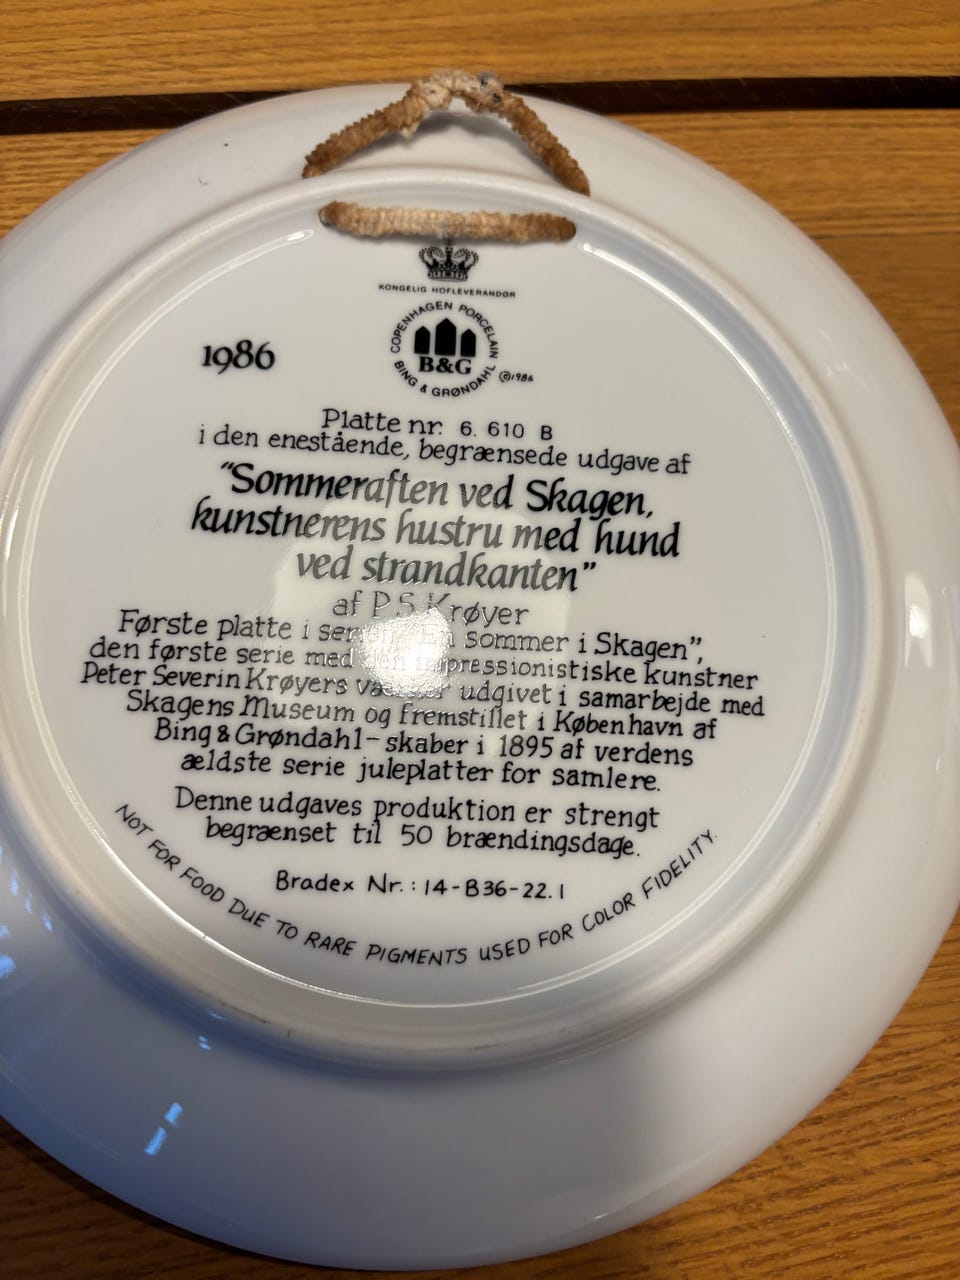 KONGELIG HOFLEVERANDØR
COPENHAGEN PORCELAIN
B&G
BING & GRØNDAHL
©1986
1986
Platte nr. 6. 610 B
i den enestående, begrænsede udgave af
“Sommeraften ved Skagen,
kunstnerens hustru med hund
ved strandkanten”
af P.S. Krøyer
Første platte i serien “En sommer i Skagen”,
den første serie med den impressionistiske kunstner
Peter Severin Krøyers udgivet i samarbejde med
Skagens Museum og fremstillet i København af
Bing & Grøndahl – skaber i 1895 af verdens
ældste serie juleplatter for samlere.
Denne udgaves produktion er strengt
begrænset til 50 brændingsdage.
Bradex Nr.: 14-B36-22.1
NOT FOR FOOD DUE TO RARE PIGMENTS USED FOR COLOR FIDELITY.